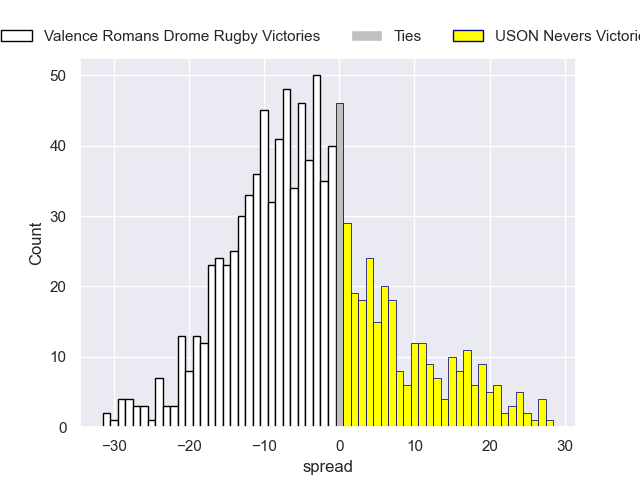 Valence Romans Drome Rugby Victories Ties USON Nevers Victori
50
40
30
20
10
0
Count
−30 −20 −10 0 10 20 30
spread